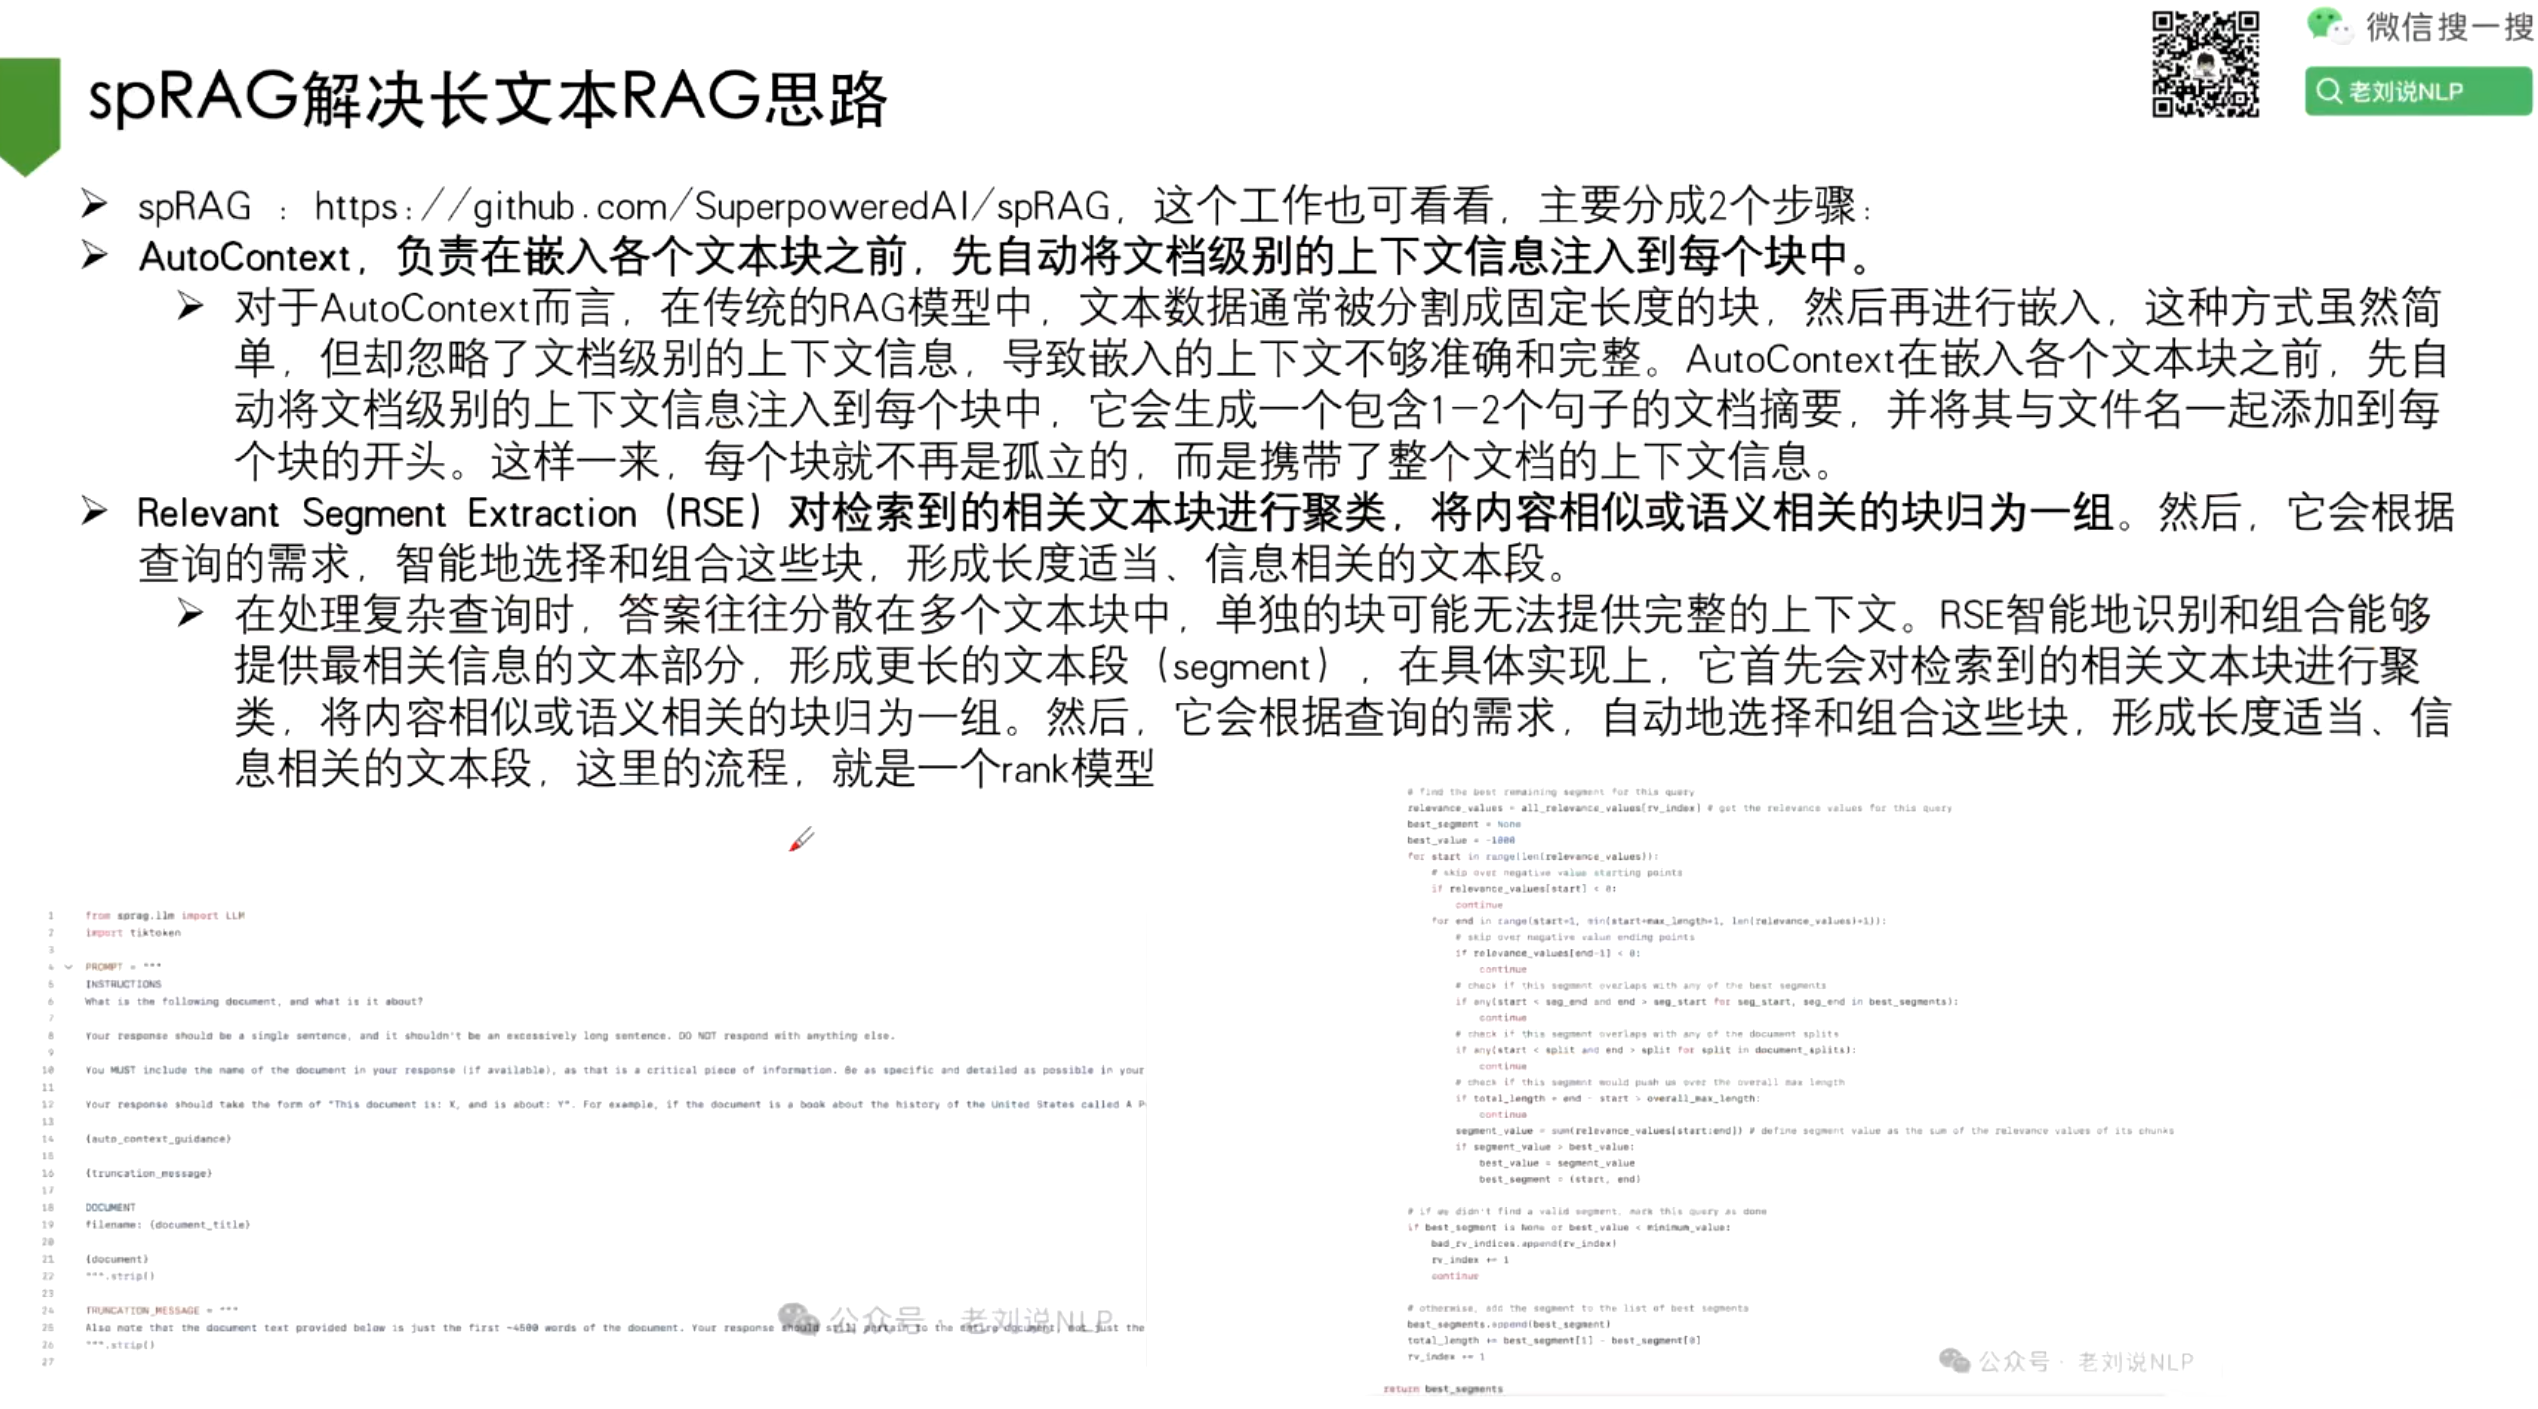 微信搜一搜
老刘说NLP
spRAG解决长文本RAG思路
➢ spRAG ：https://github.com/SuperpoweredAI/spRAG，这个工作也可看看，主要分成2个步骤：
➢ AutoContext，负责在嵌入各个文本块之前，先自动将文档级别的上下文信息注入到每个块中。
➢ 对于AutoContext而言，在传统的RAG模型中，文本数据通常被分割成固定长度的块，然后再进行嵌入，这种方式虽然简
单，但却忽略了文档级别的上下文信息，导致嵌入的上下文不够准确和完整。AutoContext在嵌入各个文本块之前，先自
动将文档级别的上下文信息注入到每个块中，它会生成一个包含1-2个句子的文档摘要，并将其与文件名一起添加到每
个块的开头。这样一来，每个块就不再是孤立的，而是携带了整个文档的上下文信息。
➢ Relevant Segment Extraction（RSE）对检索到的相关文本块进行聚类，将内容相似或语义相关的块归为一组。然后，它会根据
查询的需求，智能地选择和组合这些块，形成长度适当、信息相关的文本段。
➢ 在处理复杂查询时，答案往往分散在多个文本块中，单独的块可能无法提供完整的上下文。RSE智能地识别和组合能够
提供最相关信息的文本部分，形成更长的文本段（segment），在具体实现上，它首先会对检索到的相关文本块进行聚
类，将内容相似或语义相关的块归为一组。然后，它会根据查询的需求，自动地选择和组合这些块，形成长度适当、信
息相关的文本段，这里的流程，就是一个rank模型
1 from sprag.llm import LLM
2 import tiktoken
3
4 PROMPT = """
5 INSTRUCTIONS
6 What is the following document, and what is it about?
7
8 Your response should be a single sentence, and it shouldn't be an excessively long sentence. DO NOT respond with anything else.
9
10 You MUST include the name of the document in your response (if available), as that is a critical piece of information. Be as specific and detailed as possible in your
11
12 Your response should take the form of "This document is: X, and is about: Y". For example, if the document is a book about the history of the United States called A P
13
14 {auto_context_guidance}
15
16 {truncation_message}
17
18 DOCUMENT
19 filename: {document_title}
20
21 {document}
22 """.strip()
23
24 TRUNCATION_MESSAGE = """
25 Also note that the document text provided below is just the first ~4500 words of the document. Your response should still pertain to the entire document, not just the
26 """.strip()
27
公众号 · 老刘说NLP
# find the best remaining segment for this query
relevance_values = all_relevance_values[rv_index] # get the relevance values for this query
best_segment = None
best_value = -1000
for start in range(len(relevance_values)):
# skip over negative value starting points
if relevance_values[start] < 0:
continue
for end in range(start+1, min(start+max_length+1, len(relevance_values)+1)):
# skip over negative value ending points
if relevance_values[end-1] < 0:
continue
# check if this segment overlaps with any of the best segments
if any(start < seg_end and end > seg_start for seg_start, seg_end in best_segments):
continue
# check if this segment overlaps with any of the document splits
if any(start < split and end > split for split in document_splits):
continue
# check if this segment would push us over the overall max length
if total_length + end - start > overall_max_length:
continue
segment_value = sum(relevance_values[start:end]) # define segment value as the sum of the relevance values of its chunks
if segment_value > best_value:
best_value = segment_value
best_segment = (start, end)
# if we didn't find a valid segment, mark this query as done
if best_segment is None or best_value < minimum_value:
bad_rv_indices.append(rv_index)
rv_index += 1
continue
# otherwise, add the segment to the list of best segments
best_segments.append(best_segment)
total_length += best_segment[1] - best_segment[0]
rv_index += 1
return best_segments
公众号 · 老刘说NLP